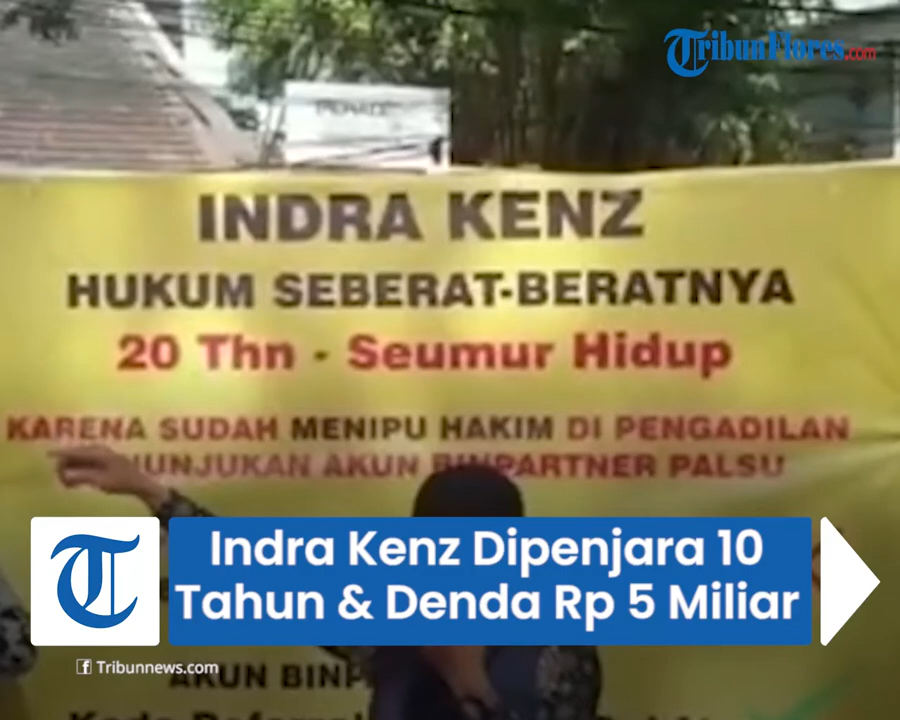 TribunFlores.com
INDRA KENZ
HUKUM SEBERAT-BERATNYA
20 Thn - Seumur Hidup
KARENA SUDAH MENIPU HAKIM DI PENGADILAN
AKUN BINPARTNER PALSU
Indra Kenz Dipenjara 10
Tahun & Denda Rp 5 Miliar
Tribunnews.com
AKUN